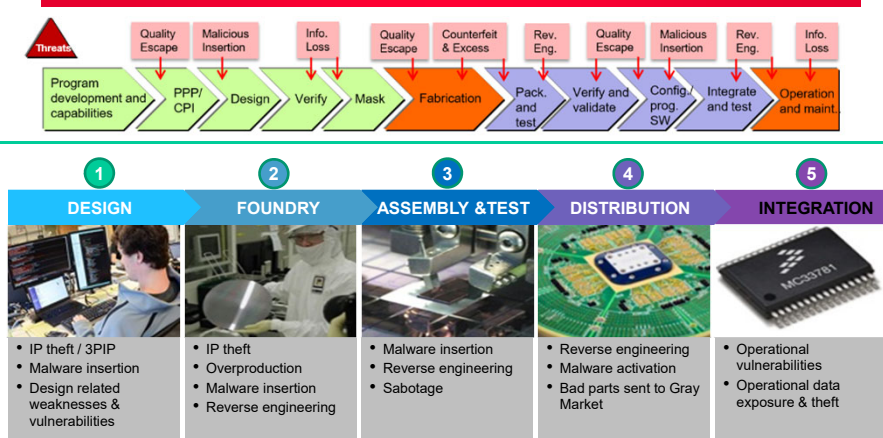 Threats
Quality
Escape
Malicious
Insertion
Info.
Loss
Quality
Escape
Counterfeit
& Excess
Rev.
Eng.
Quality
Escape
Malicious
Insertion
Rev.
Eng.
Info.
Loss
Program
development and
capabilities
PPP/
CPI
Design
Verify
Mask
Fabrication
Pack.
and
test
Verify and
validate
Config./
prog.
SW
Integrate
and test
Operation
and maint..
1
2
3
4
5
DESIGN
FOUNDRY
ASSEMBLY &TEST
DISTRIBUTION
INTEGRATION
MC33781
• IP theft / 3PIP
• Malware insertion
• Design related
weaknesses &
vulnerabilities
• IP theft
• Overproduction
• Malware insertion
• Reverse engineering
• Malware insertion
• Reverse engineering
• Sabotage
• Reverse engineering
• Malware activation
• Bad parts sent to Gray
Market
• Operational
vulnerabilities
• Operational data
exposure & theft